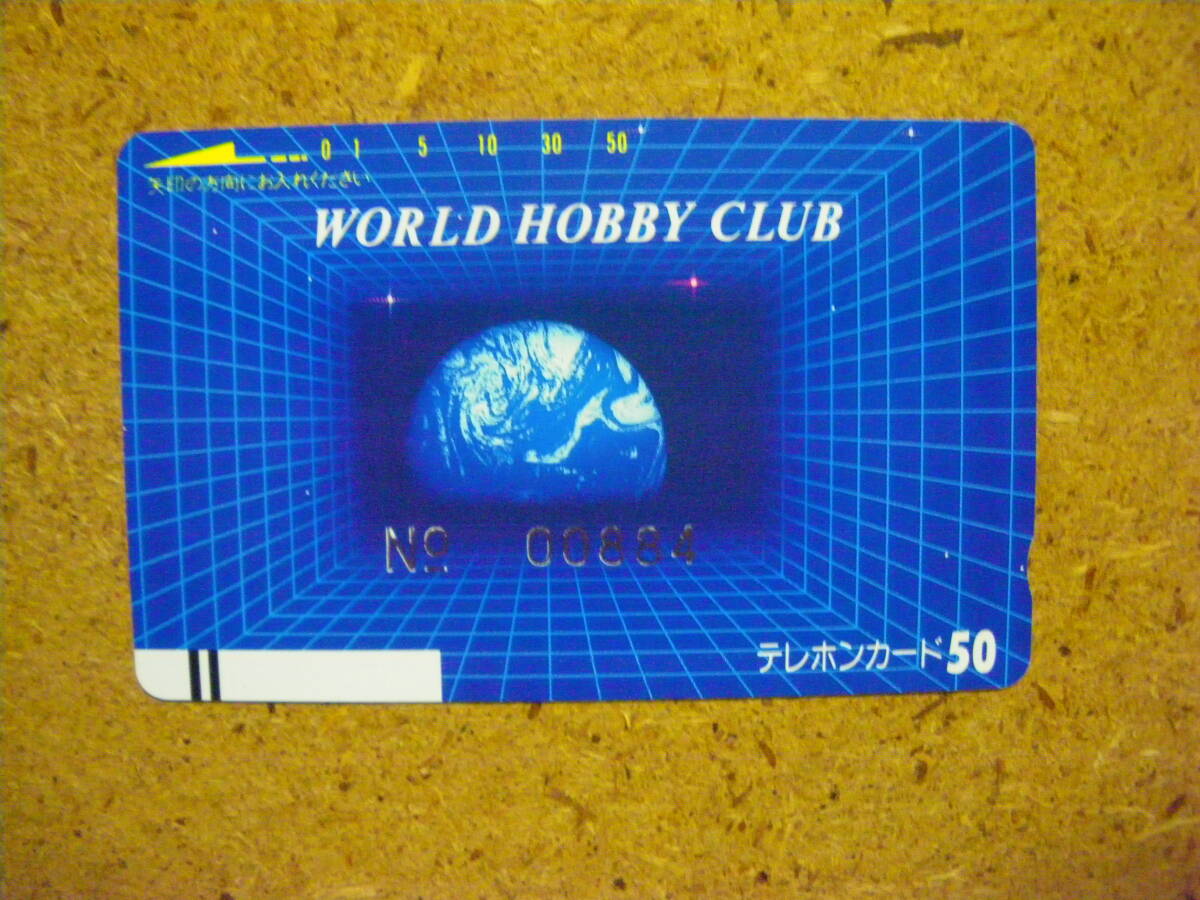 0 1 5 10 30 50
矢印の方向にお入れください
WORLD HOBBY CLUB
No 00884
テレホンカード50